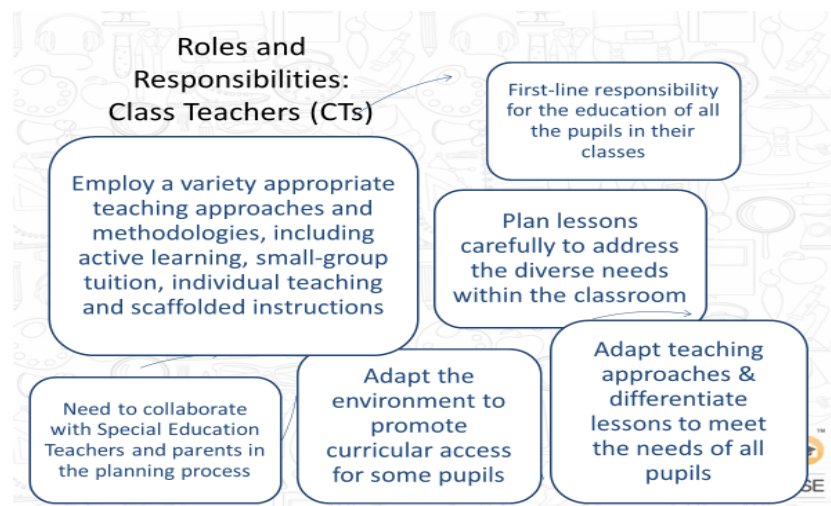 Roles and
Responsibilities:
Class Teachers (CTs)
First-line responsibility
for the education of all
the pupils in their
classes
Employ a variety appropriate
teaching approaches and
methodologies, including
active learning, small-group
tuition, individual teaching
and scaffolded instructions
Plan lessons
carefully to address
the diverse needs
within the classroom
Adapt teaching
approaches &
differentiate
lessons to meet
the needs of all
pupils
Adapt the
environment to
promote
curricular access
for some pupils
Need to collaborate
with Special Education
Teachers and parents in
the planning process
TM
SE